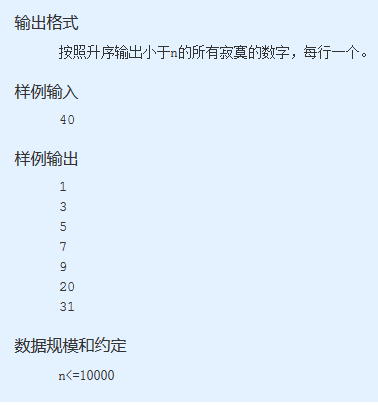 输出格式
按照升序输出小于n的所有寂寞的数字，每行一个。
样例输入
40
样例输出
1
3
5
7
9
20
31
数据规模和约定
n<=10000